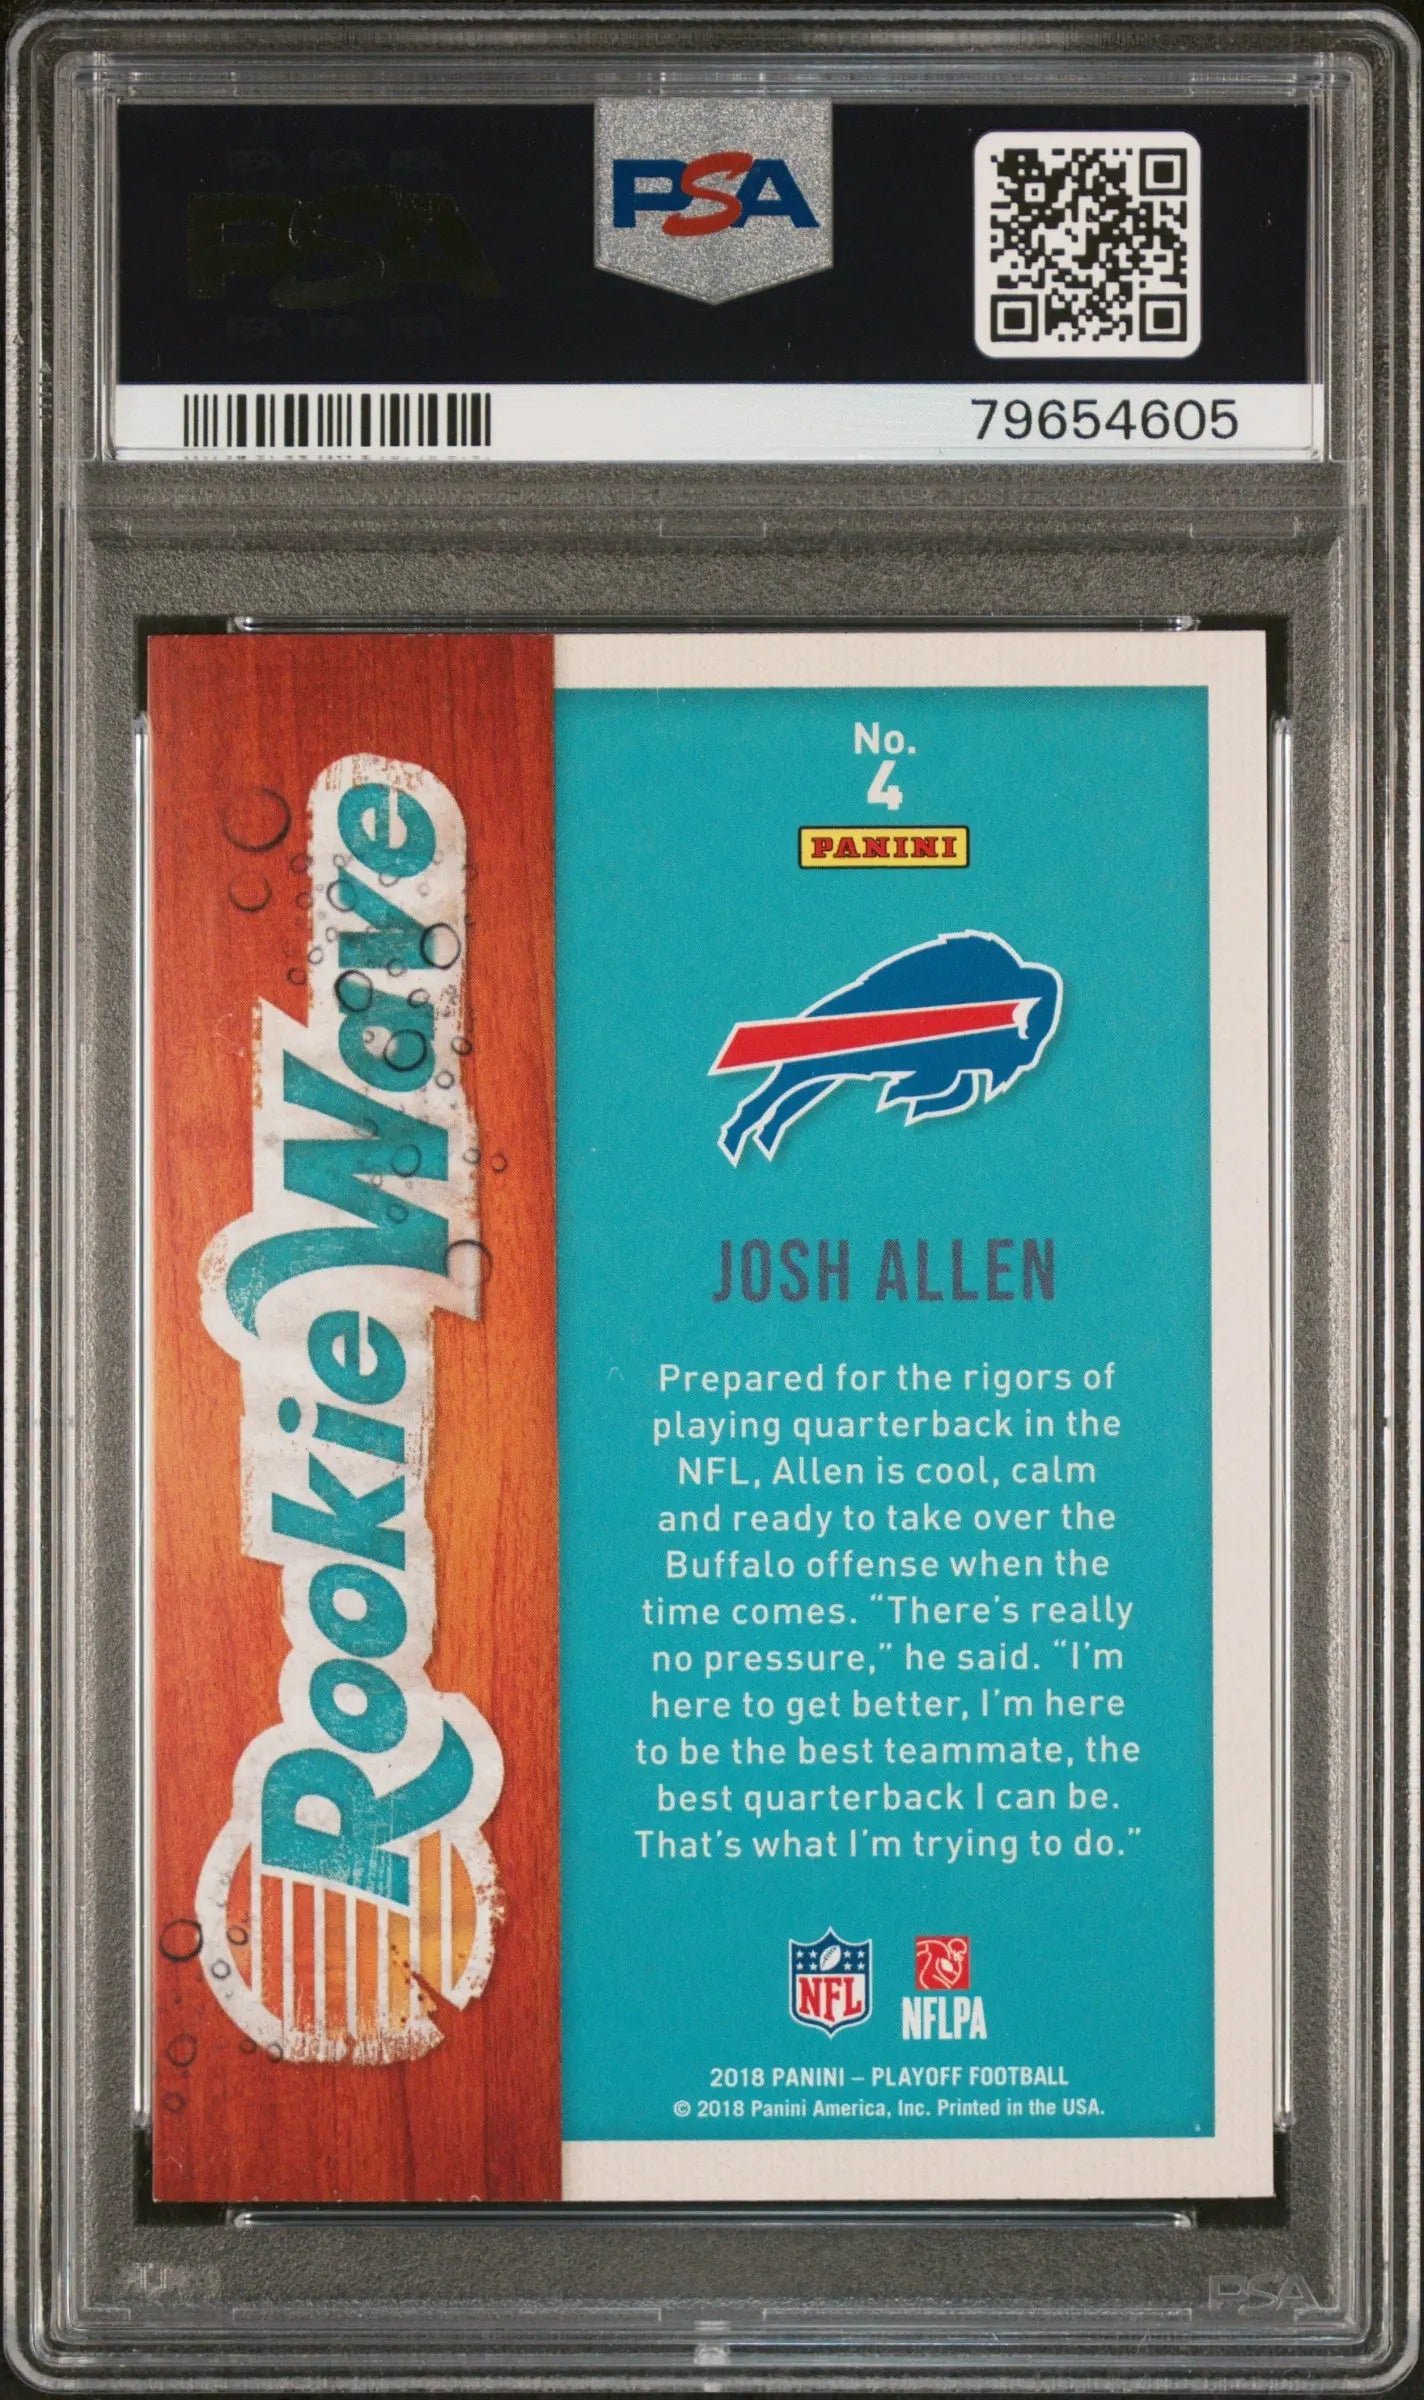 PSA
PSA
79654605
Rookie Wave
No.
4
PANINI
JOSH ALLEN
Prepared for the rigors of
playing quarterback in the
NFL, Allen is cool, calm
and ready to take over the
Buffalo offense when the
time comes. “There’s really
no pressure,” he said. “I’m
here to get better, I’m here
to be the best teammate, the
best quarterback I can be.
That’s what I’m trying to do.”
NFL
NFLPA
2018 PANINI – PLAYOFF FOOTBALL
© 2018 Panini America, Inc. Printed in the USA.
PSA